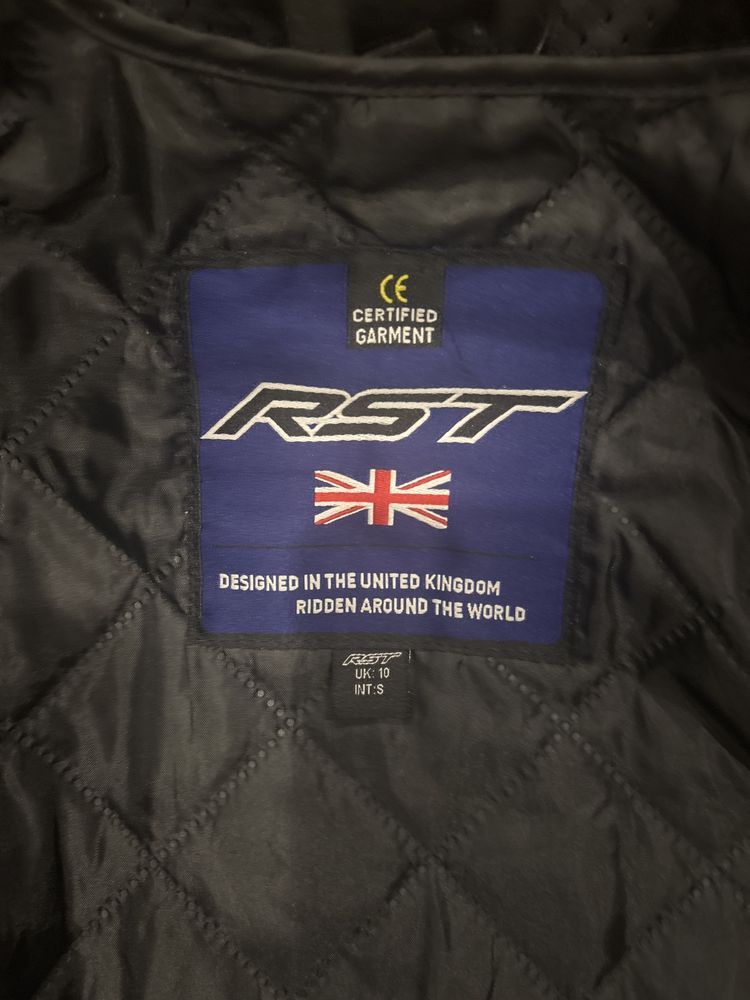 CE
CERTIFIED
GARMENT
RST
DESIGNED IN THE UNITED KINGDOM
RIDDEN AROUND THE WORLD
RST
UK: 10
INT:S